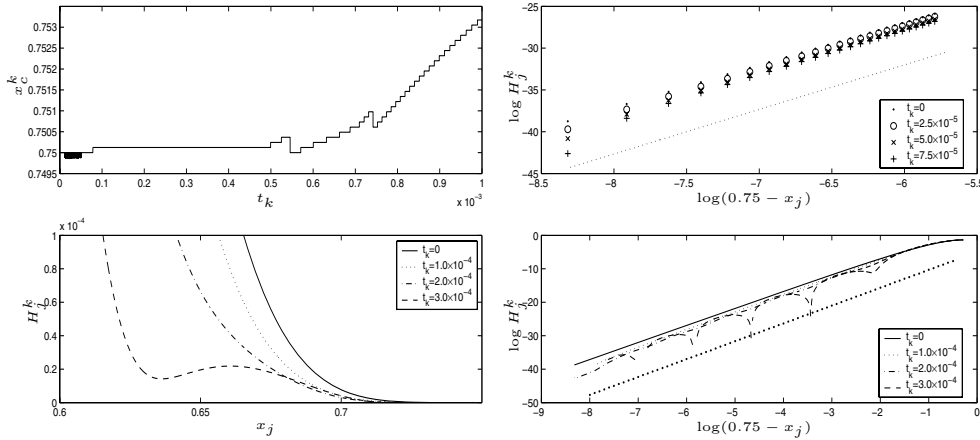 0.7532
0.753
0.7525
0.752
0.7515
0.751
0.7505
0.75
0.7495
x_c^k
0 0.1 0.2 0.3 0.4 0.5 0.6 0.7 0.8 0.9 1
t_k
x 10^-3
-25
-30
-35
-40
-45
log H_j^k
-8.5 -8 -7.5 -7 -6.5 -6 -5.5
log(0.75 − x_j)
t_k=0
t_k=2.5×10^-5
t_k=5.0×10^-5
t_k=7.5×10^-5
x 10^-4
1
0.8
0.6
0.4
0.2
0
H_j^k
0.6 0.65 0.7
x_j
t_k=0
t_k=1.0×10^-4
t_k=2.0×10^-4
t_k=3.0×10^-4
0
-10
-20
-30
-40
-50
log H_j^k
-9 -8 -7 -6 -5 -4 -3 -2 -1 0
log(0.75 − x_j)
t_k=0
t_k=1.0×10^-4
t_k=2.0×10^-4
t_k=3.0×10^-4